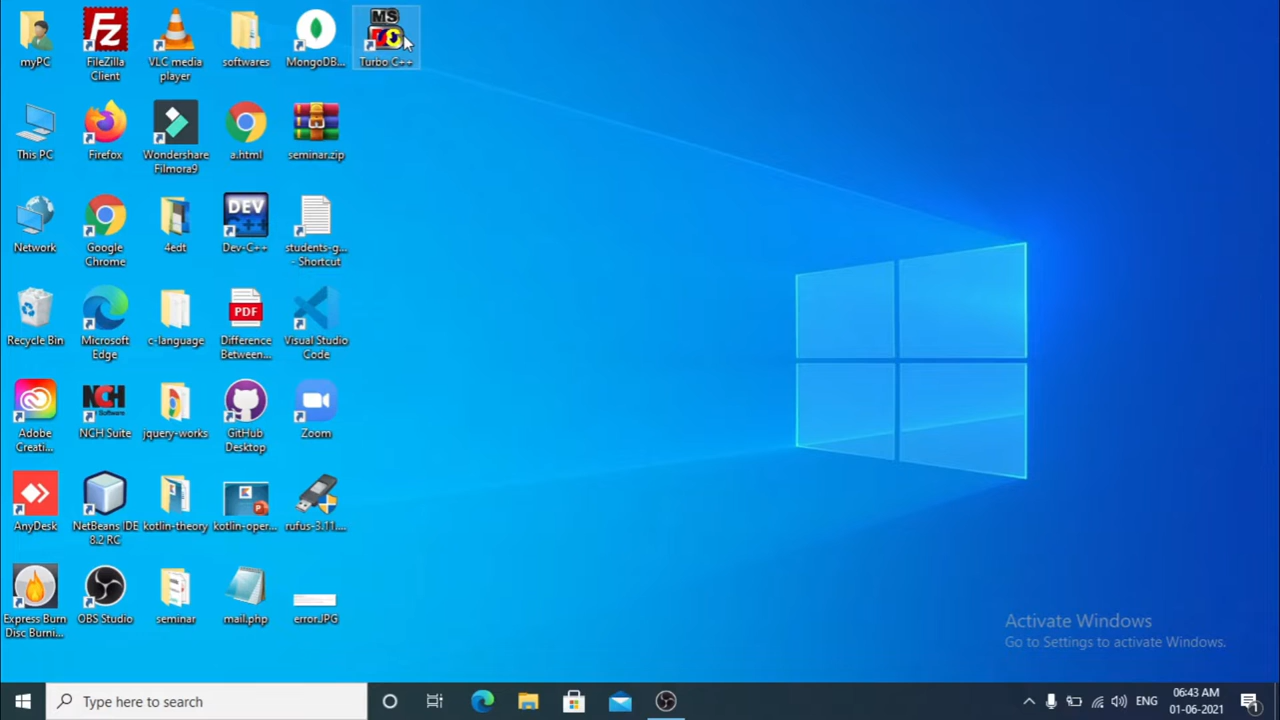 myPC
FileZilla
Client
VLC media
player
softwares
MongoDB...
MS
Turbo C++
This PC
Firefox
Wondershare
Filmora9
a.html
seminar.zip
Network
Google
Chrome
4edt
DEV
C++
Dev-C++
students-g...
- Shortcut
Recycle Bin
Microsoft
Edge
c-language
PDF
Difference
Between...
Visual Studio
Code
Adobe
Creati...
NCH
Software
NCH Suite
jquery-works
GitHub
Desktop
Zoom
AnyDesk
NetBeans IDE
8.2 RC
kotlin-theory
kotlin-oper...
rufus-3.11....
Express Burn
Disc Burni...
OBS Studio
seminar
mail.php
error.JPG
Activate Windows
Go to Settings to activate Windows.
Type here to search
ENG
06:43 AM
01-06-2021
1